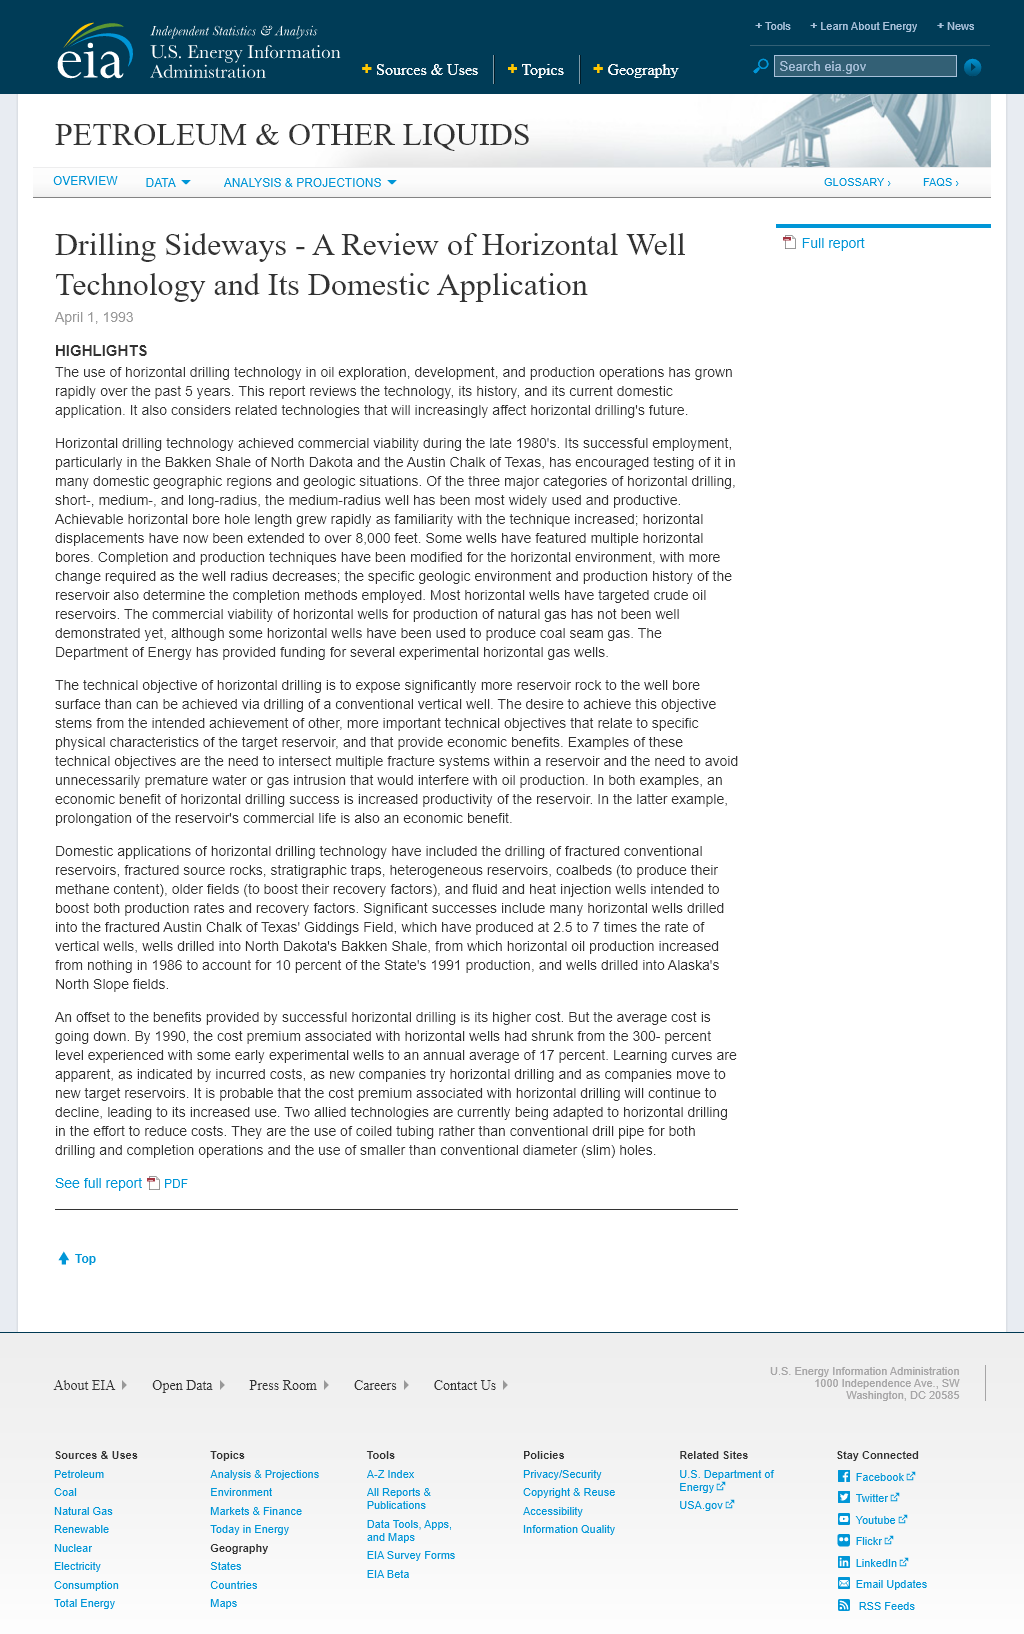 Independent Statistics & Analysis
eia U.S. Energy Information
Administration
+ Sources & Uses
+ Topics
+ Geography
+ Tools
+ Learn About Energy
+ News
Search eia.gov
PETROLEUM & OTHER LIQUIDS
OVERVIEW
DATA
ANALYSIS & PROJECTIONS
GLOSSARY ›
FAQS ›
Drilling Sideways - A Review of Horizontal Well
Technology and Its Domestic Application
April 1, 1993
Full report
HIGHLIGHTS
The use of horizontal drilling technology in oil exploration, development, and production operations has grown
rapidly over the past 5 years. This report reviews the technology, its history, and its current domestic
application. It also considers related technologies that will increasingly affect horizontal drilling's future.
Horizontal drilling technology achieved commercial viability during the late 1980's. Its successful employment,
particularly in the Bakken Shale of North Dakota and the Austin Chalk of Texas, has encouraged testing of it in
many domestic geographic regions and geologic situations. Of the three major categories of horizontal drilling,
short-, medium-, and long-radius, the medium-radius well has been most widely used and productive.
Achievable horizontal bore hole length grew rapidly as familiarity with the technique increased; horizontal
displacements have now been extended to over 8,000 feet. Some wells have featured multiple horizontal
bores. Completion and production techniques have been modified for the horizontal environment, with more
change required as the well radius decreases; the specific geologic environment and production history of the
reservoir also determine the completion methods employed. Most horizontal wells have targeted crude oil
reservoirs. The commercial viability of horizontal wells for production of natural gas has not been well
demonstrated yet, although some horizontal wells have been used to produce coal seam gas. The
Department of Energy has provided funding for several experimental horizontal gas wells.
The technical objective of horizontal drilling is to expose significantly more reservoir rock to the well bore
surface than can be achieved via drilling of a conventional vertical well. The desire to achieve this objective
stems from the intended achievement of other, more important technical objectives that relate to specific
physical characteristics of the target reservoir, and that provide economic benefits. Examples of these
technical objectives are the need to intersect multiple fracture systems within a reservoir and the need to avoid
unnecessarily premature water or gas intrusion that would interfere with oil production. In both examples, an
economic benefit of horizontal drilling success is increased productivity of the reservoir. In the latter example,
prolongation of the reservoir's commercial life is also an economic benefit.
Domestic applications of horizontal drilling technology have included the drilling of fractured conventional
reservoirs, fractured source rocks, stratigraphic traps, heterogeneous reservoirs, coalbeds (to produce their
methane content), older fields (to boost their recovery factors), and fluid and heat injection wells intended to
boost both production rates and recovery factors. Significant successes include many horizontal wells drilled
into the fractured Austin Chalk of Texas' Giddings Field, which have produced at 2.5 to 7 times the rate of
vertical wells, wells drilled into North Dakota's Bakken Shale, from which horizontal oil production increased
from nothing in 1986 to account for 10 percent of the State's 1991 production, and wells drilled into Alaska's
North Slope fields.
An offset to the benefits provided by successful horizontal drilling is its higher cost. But the average cost is
going down. By 1990, the cost premium associated with horizontal wells had shrunk from the 300- percent
level experienced with some early experimental wells to an annual average of 17 percent. Learning curves are
apparent, as indicated by incurred costs, as new companies try horizontal drilling and as companies move to
new target reservoirs. It is probable that the cost premium associated with horizontal drilling will continue to
decline, leading to its increased use. Two allied technologies are currently being adapted to horizontal drilling
in the effort to reduce costs. They are the use of coiled tubing rather than conventional drill pipe for both
drilling and completion operations and the use of smaller than conventional diameter (slim) holes.
See full report PDF
Top
About EIA
Open Data
Press Room
Careers
Contact Us
U.S. Energy Information Administration
1000 Independence Ave., SW
Washington, DC 20585
Sources & Uses
Petroleum
Coal
Natural Gas
Renewable
Nuclear
Electricity
Consumption
Total Energy
Topics
Analysis & Projections
Environment
Markets & Finance
Today in Energy
Geography
States
Countries
Maps
Tools
A-Z Index
All Reports &
Publications
Data Tools, Apps,
and Maps
EIA Survey Forms
EIA Beta
Policies
Privacy/Security
Copyright & Reuse
Accessibility
Information Quality
Related Sites
U.S. Department of
Energy
USA.gov
Stay Connected
Facebook
Twitter
Youtube
Flickr
LinkedIn
Email Updates
RSS Feeds